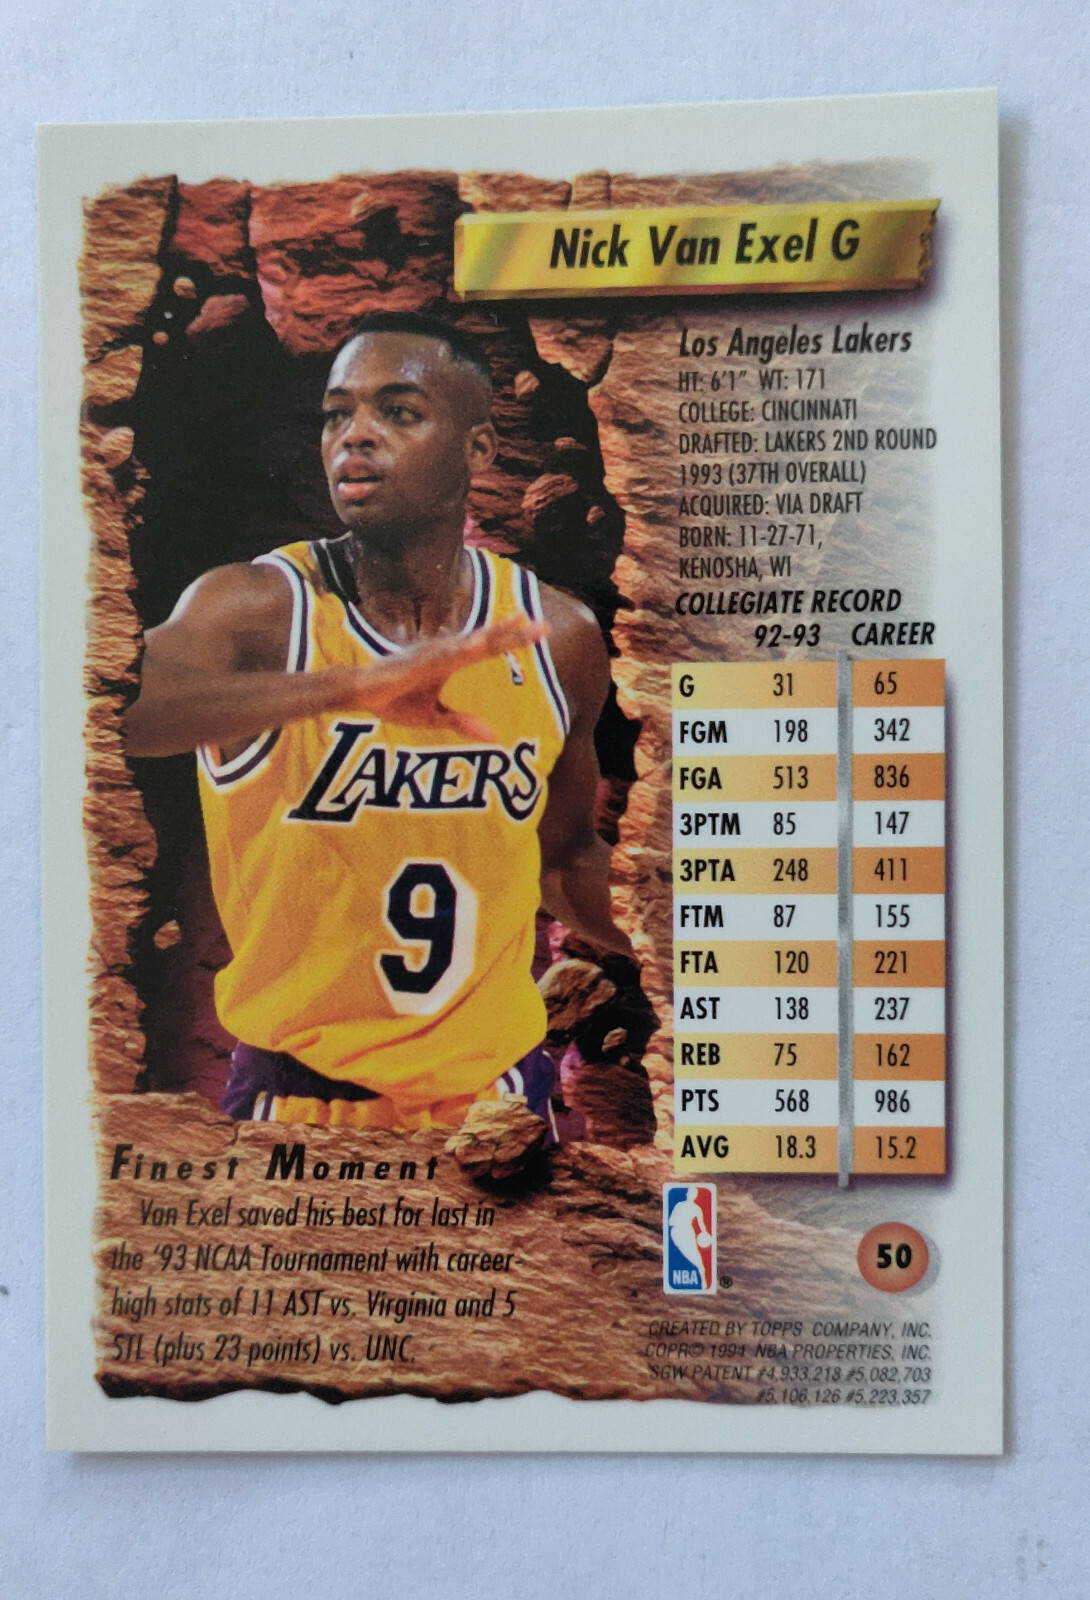 Nick Van Exel G
Los Angeles Lakers
HT: 6'1" WT: 171
COLLEGE: CINCINNATI
DRAFTED: LAKERS 2ND ROUND
1993 (37TH OVERALL)
ACQUIRED: VIA DRAFT
BORN: 11-27-71,
KENOSHA, WI
COLLEGIATE RECORD
92-93 CAREER
G 31 65
FGM 198 342
FGA 513 836
3PTM 85 147
3PTA 248 411
FTM 87 155
FTA 120 221
AST 138 237
REB 75 162
PTS 568 986
AVG 18.3 15.2
LAKERS
9
Finest Moment
Van Exel saved his best for last in
the '93 NCAA Tournament with career-
high stats of 11 AST vs. Virginia and 5
STL (plus 23 points) vs. UNC.
NBA ®
50
CREATED BY TOPPS COMPANY, INC.
COPR© 1994 NBA PROPERTIES, INC.
SGW PATENT #4,933,218 #5,082,703
#5,106,126 #5,223,357